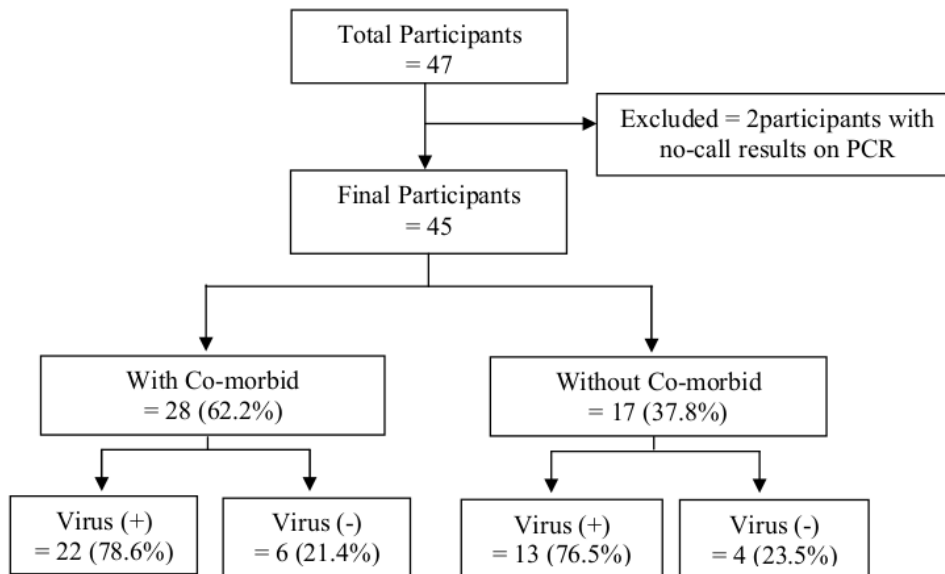 Total Participants
= 47
Excluded = 2participants with
no-call results on PCR
Final Participants
= 45
With Co-morbid
= 28 (62.2%)
Without Co-morbid
= 17 (37.8%)
Virus (+)
= 22 (78.6%)
Virus (-)
= 6 (21.4%)
Virus (+)
= 13 (76.5%)
Virus (-)
= 4 (23.5%)